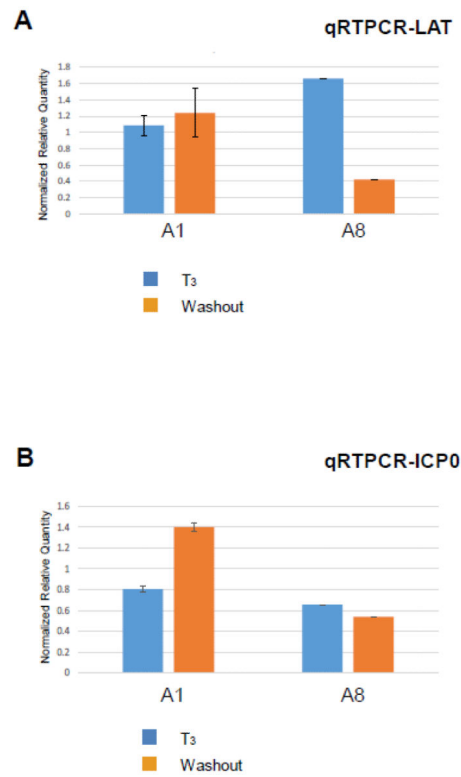 A
qRTPCR-LAT
Normalized Relative Quantity
1.8
1.6
1.4
1.2
1
0.8
0.6
0.4
0.2
0
A1 A8
T3
Washout
B
qRTPCR-ICP0
Normalized Relative Quantity
1.6
1.4
1.2
1
0.8
0.6
0.4
0.2
0
A1 A8
T3
Washout